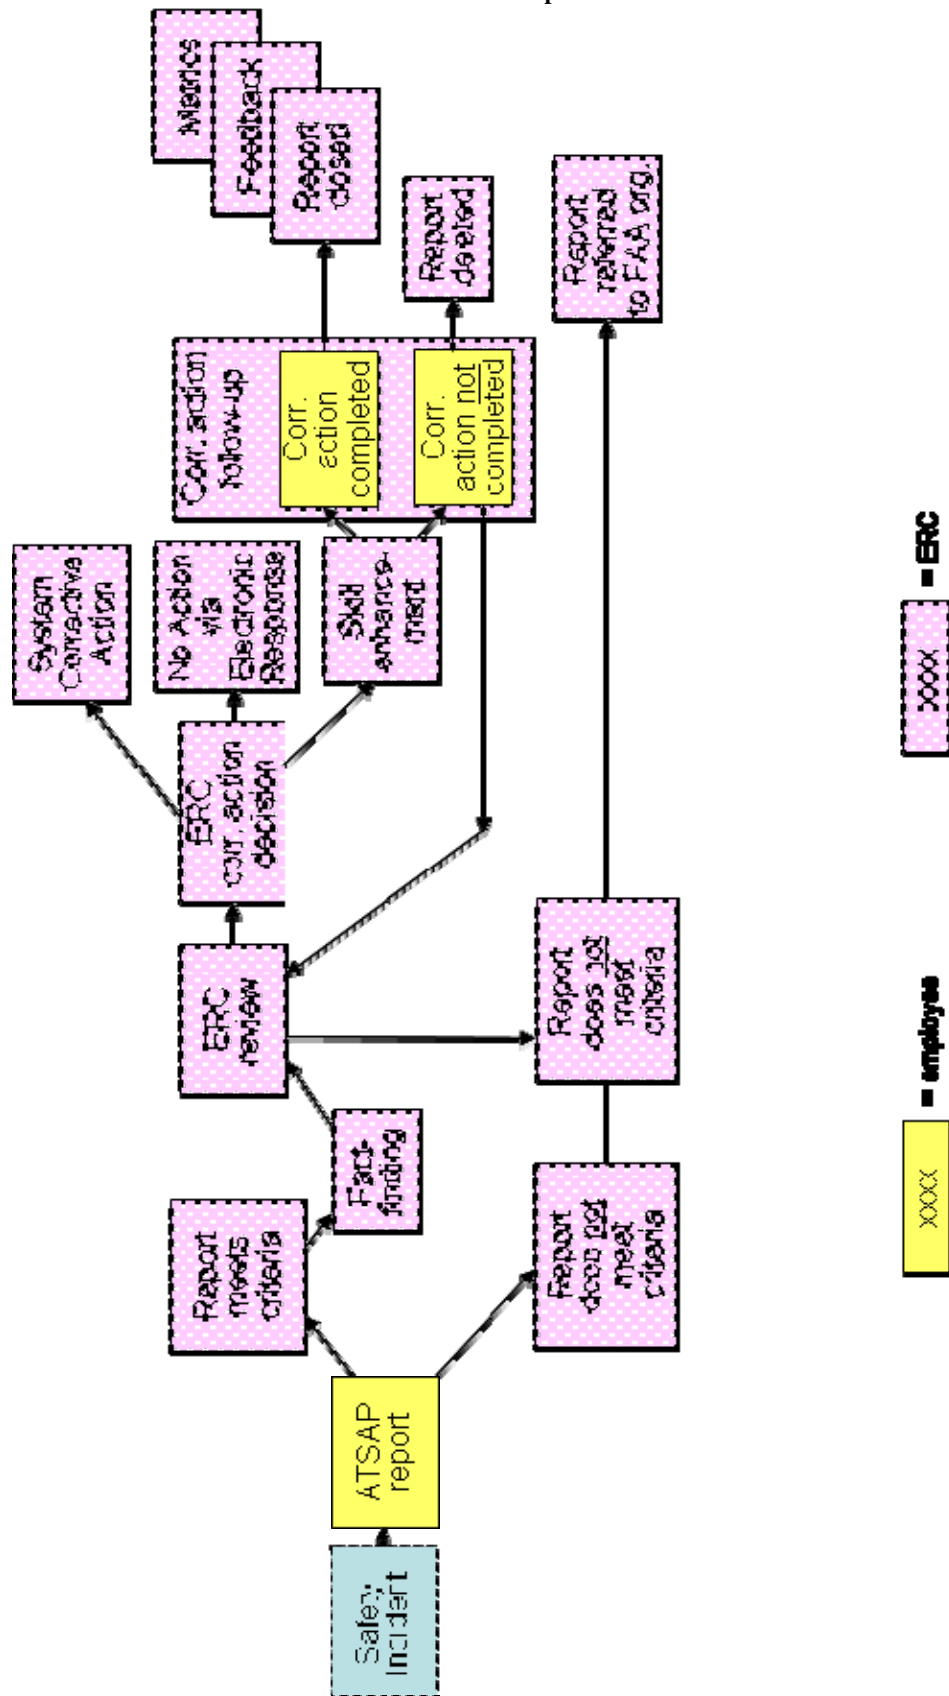 Safety
Incident
ATSAP
report
Report
meets
criteria
Report
does not
meet
criteria
Fact-
finding
ERC
review
Report
does not
meet
criteria
ERC
corr. action
decision
System
Corrective
Action
No Action
via
Electronic
Response
Skill
enhance-
ment
Corr. action
follow-up
Corr.
action
completed
Corr.
action not
completed
Metrics
Feedback
Report
closed
Report
deleted
Report
referred
to FAA org.
xxxx
= employee
xxxx
= ERC